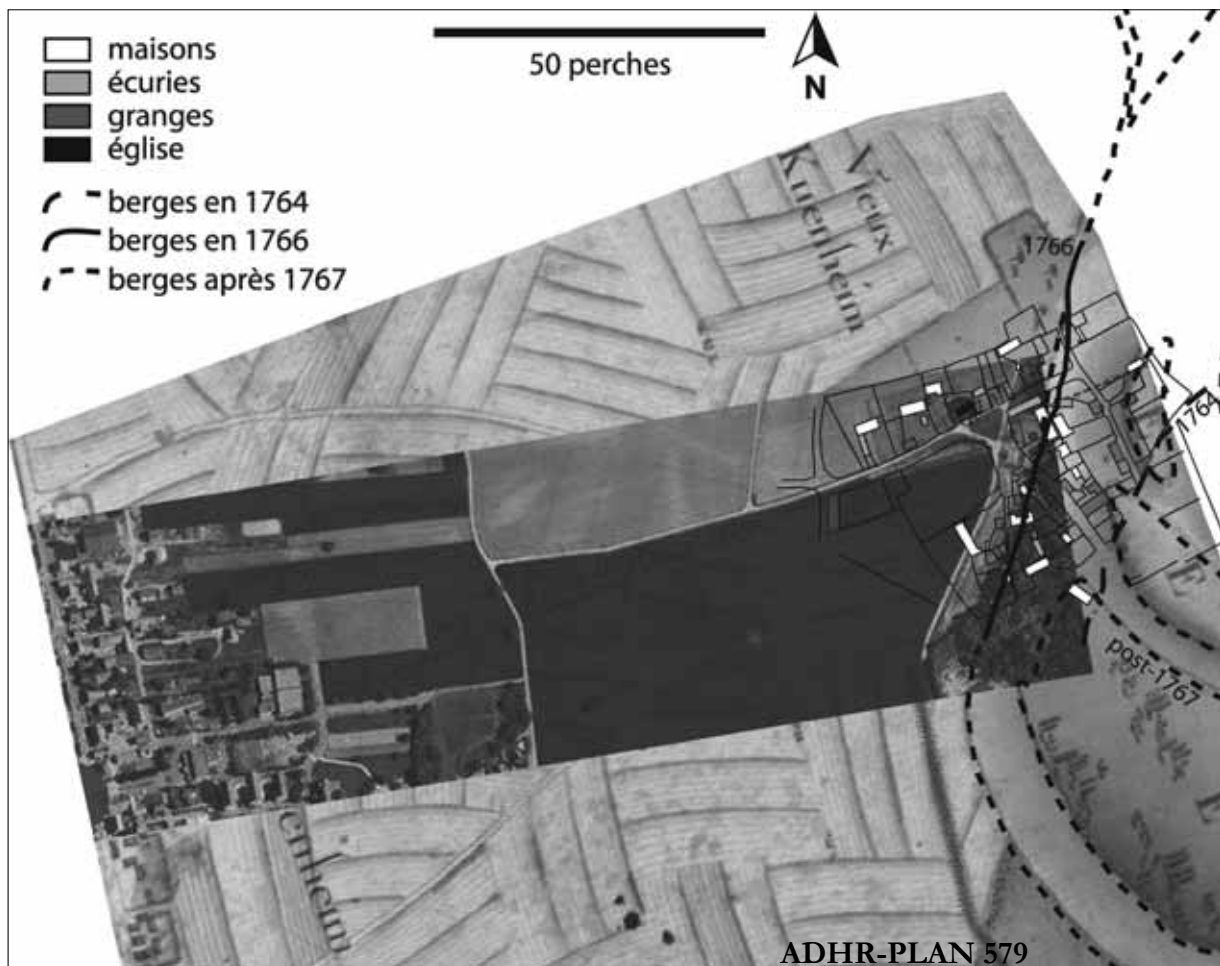 maisons
écuries
granges
église
berges en 1764
berges en 1766
berges après 1767
50 perches
N
Vieux
Kuenheim
1766
1764
E
post-1767
E
enheim
ADHR-PLAN 579